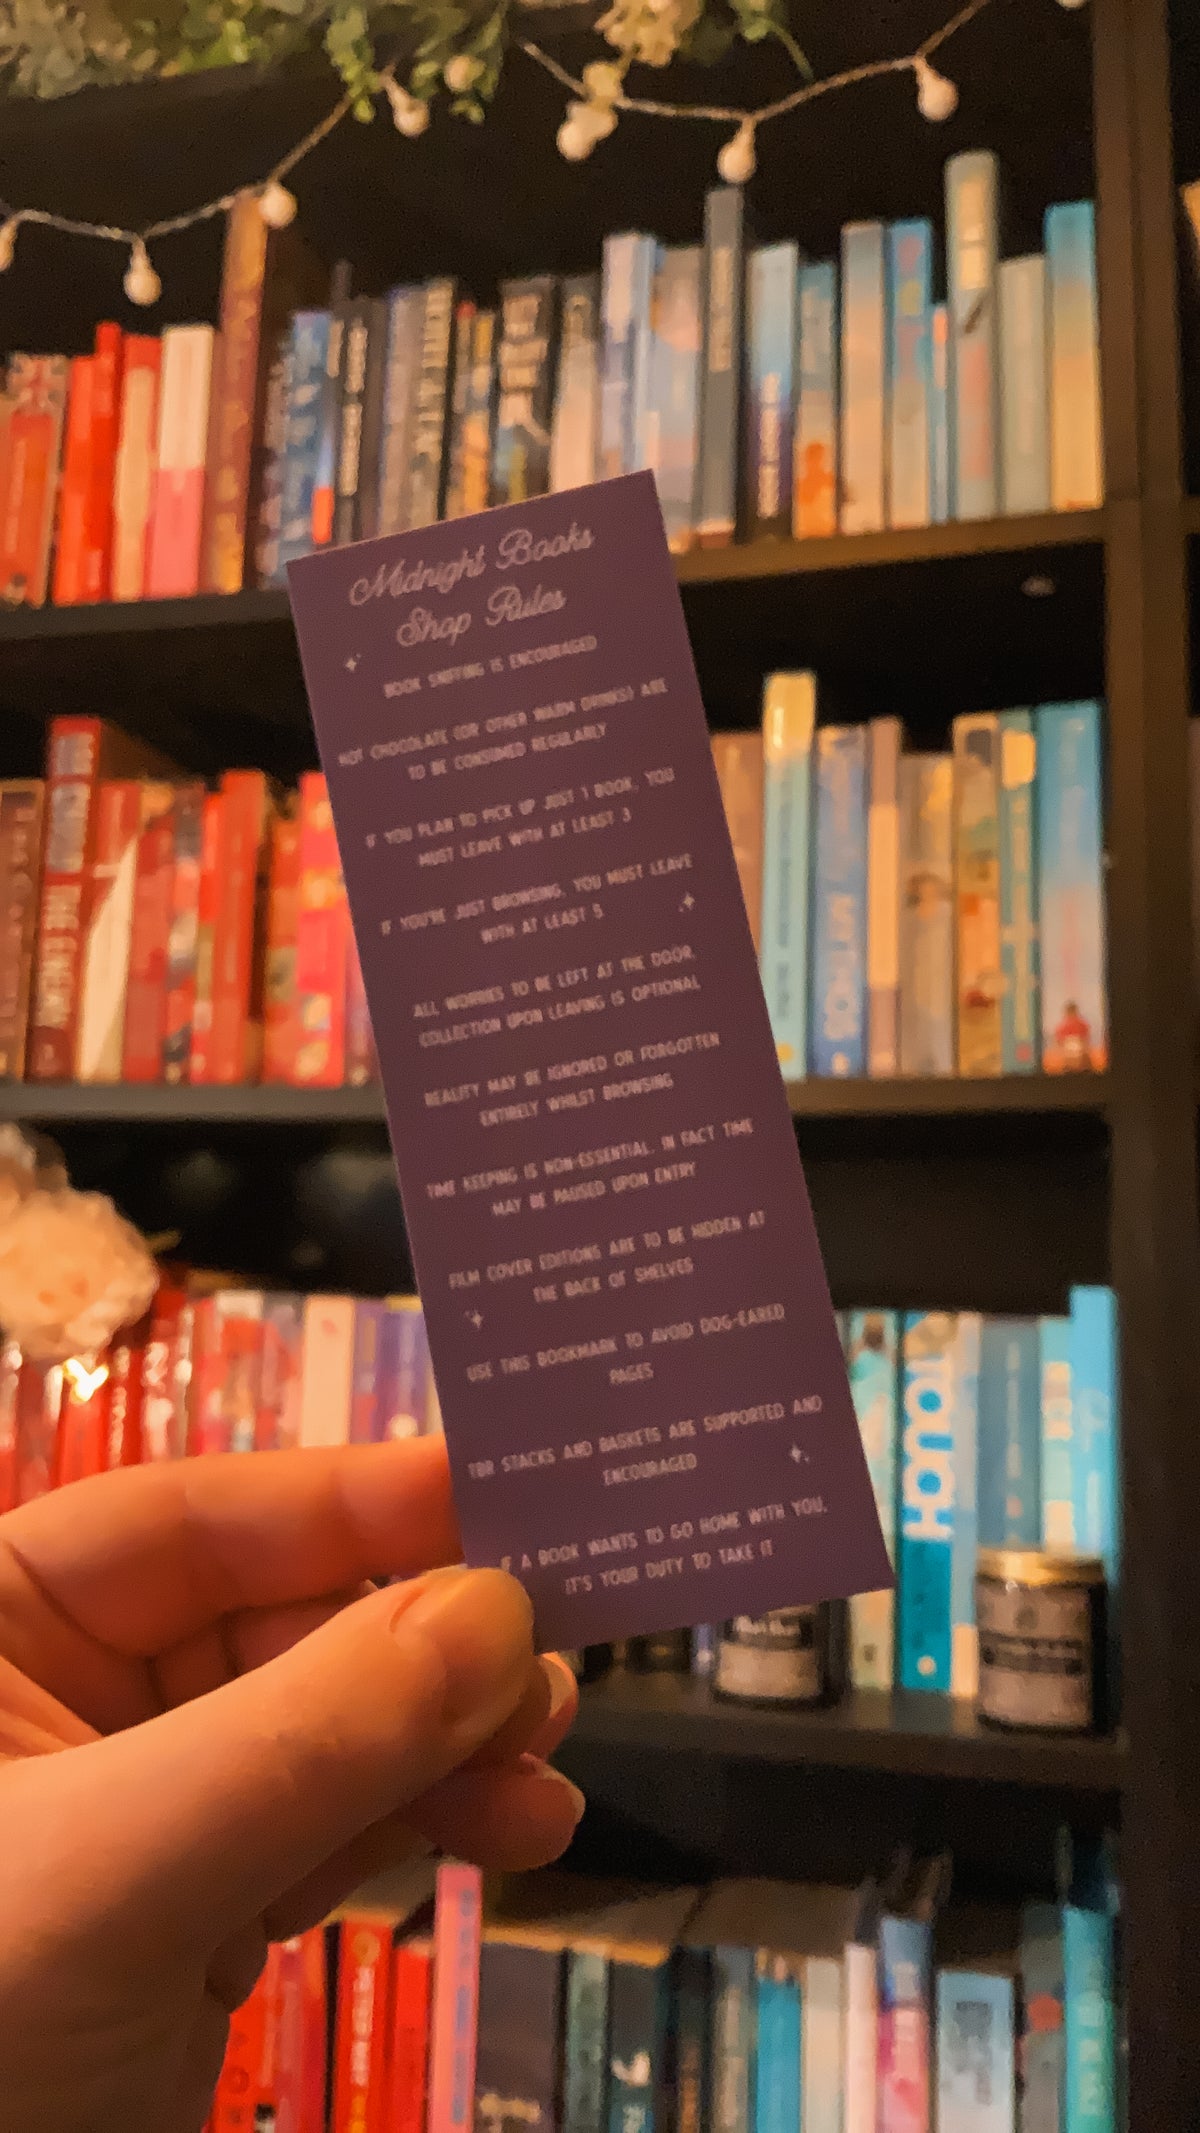 Midnight Books
Shop Rules
BOOK SNIFFING IS ENCOURAGED
HOT CHOCOLATE (OR OTHER WARM DRINKS) ARE
TO BE CONSUMED REGULARLY
IF YOU PLAN TO PICK UP JUST 1 BOOK, YOU
MUST LEAVE WITH AT LEAST 3
IF YOU'RE JUST BROWSING, YOU MUST LEAVE
WITH AT LEAST 5
ALL WORRIES TO BE LEFT AT THE DOOR,
COLLECTION UPON LEAVING IS OPTIONAL
REALITY MAY BE IGNORED OR FORGOTTEN
ENTIRELY WHILST BROWSING
TIME KEEPING IS NON-ESSENTIAL, IN FACT TIME
MAY BE PAUSED UPON ENTRY
FILM COVER EDITIONS ARE TO BE HIDDEN AT
THE BACK OF SHELVES
USE THIS BOOKMARK TO AVOID DOG-EARED
PAGES
TBR STACKS AND BASKETS ARE SUPPORTED AND
ENCOURAGED
IF A BOOK WANTS TO GO HOME WITH YOU,
IT'S YOUR DUTY TO TAKE IT
THE ENEMY
MYTHOS
TOUCH